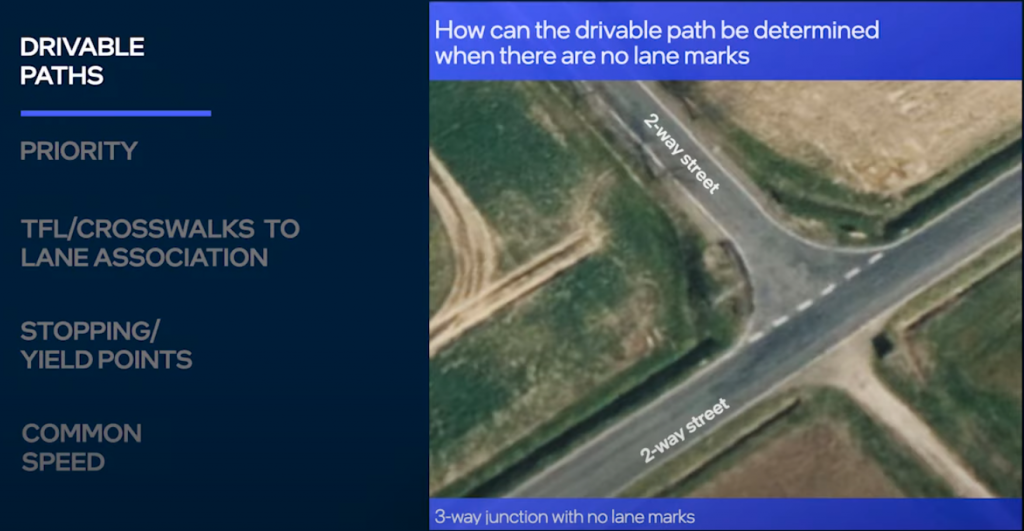 DRIVABLE
PATHS
PRIORITY
TFL/CROSSWALKS TO
LANE ASSOCIATION
STOPPING/
YIELD POINTS
COMMON
SPEED
How can the drivable path be determined
when there are no lane marks
2-way street
2-way street
3-way junction with no lane marks